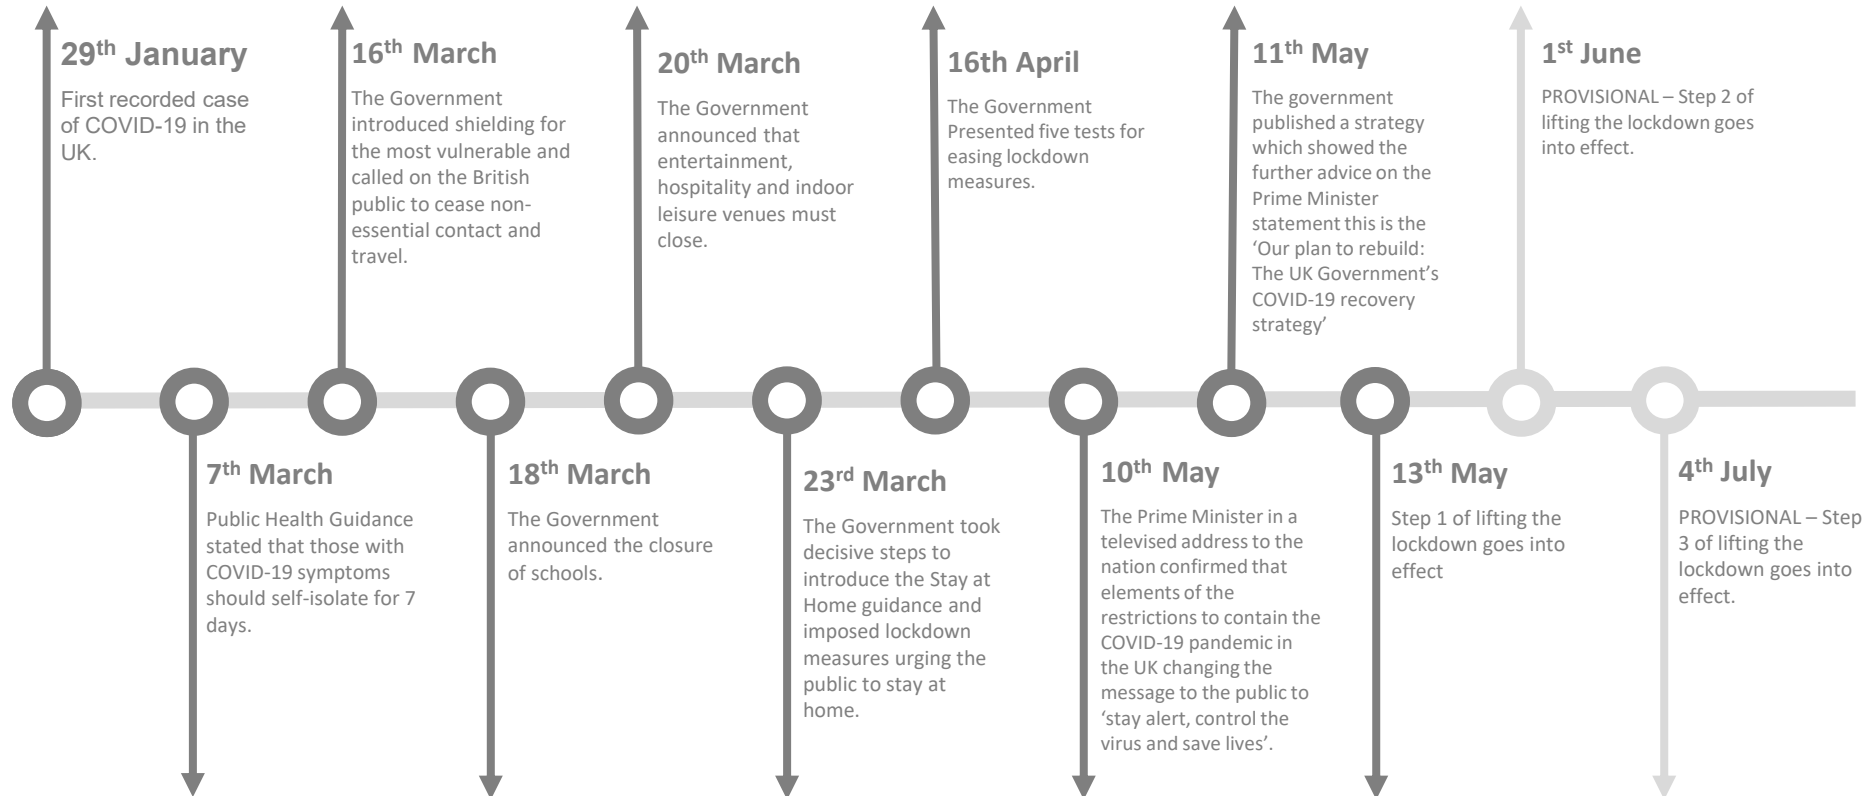 29th January
First recorded case
of COVID-19 in the
UK.
7th March
Public Health Guidance
stated that those with
COVID-19 symptoms
should self-isolate for 7
days.
16th March
The Government
introduced shielding for
the most vulnerable and
called on the British
public to cease non-
essential contact and
travel.
18th March
The Government
announced the closure
of schools.
20th March
The Government
announced that
entertainment,
hospitality and indoor
leisure venues must
close.
23rd March
The Government took
decisive steps to
introduce the Stay at
Home guidance and
imposed lockdown
measures urging the
public to stay at
home.
16th April
The Government
Presented five tests for
easing lockdown
measures.
10th May
The Prime Minister in a
televised address to the
nation confirmed that
elements of the
restrictions to contain the
COVID-19 pandemic in
the UK changing the
message to the public to
‘stay alert, control the
virus and save lives’.
11th May
The government
published a strategy
which showed the
further advice on the
Prime Minister
statement this is the
‘Our plan to rebuild:
The UK Government’s
COVID-19 recovery
strategy’
13th May
Step 1 of lifting the
lockdown goes into
effect
1st June
PROVISIONAL – Step 2 of
lifting the lockdown goes
into effect.
4th July
PROVISIONAL – Step
3 of lifting the
lockdown goes into
effect.